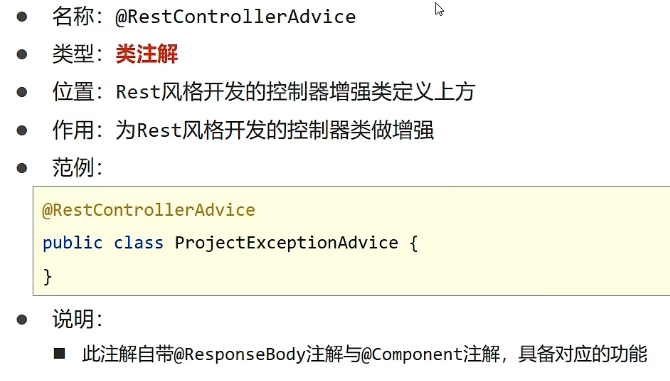 名称：@RestControllerAdvice
类型：类注解
位置：Rest风格开发的控制器增强类定义上方
作用：为Rest风格开发的控制器类做增强
范例：
@RestControllerAdvice
public class ProjectExceptionAdvice {
}
说明：
此注解自带@ResponseBody注解与@Component注解，具备对应的功能